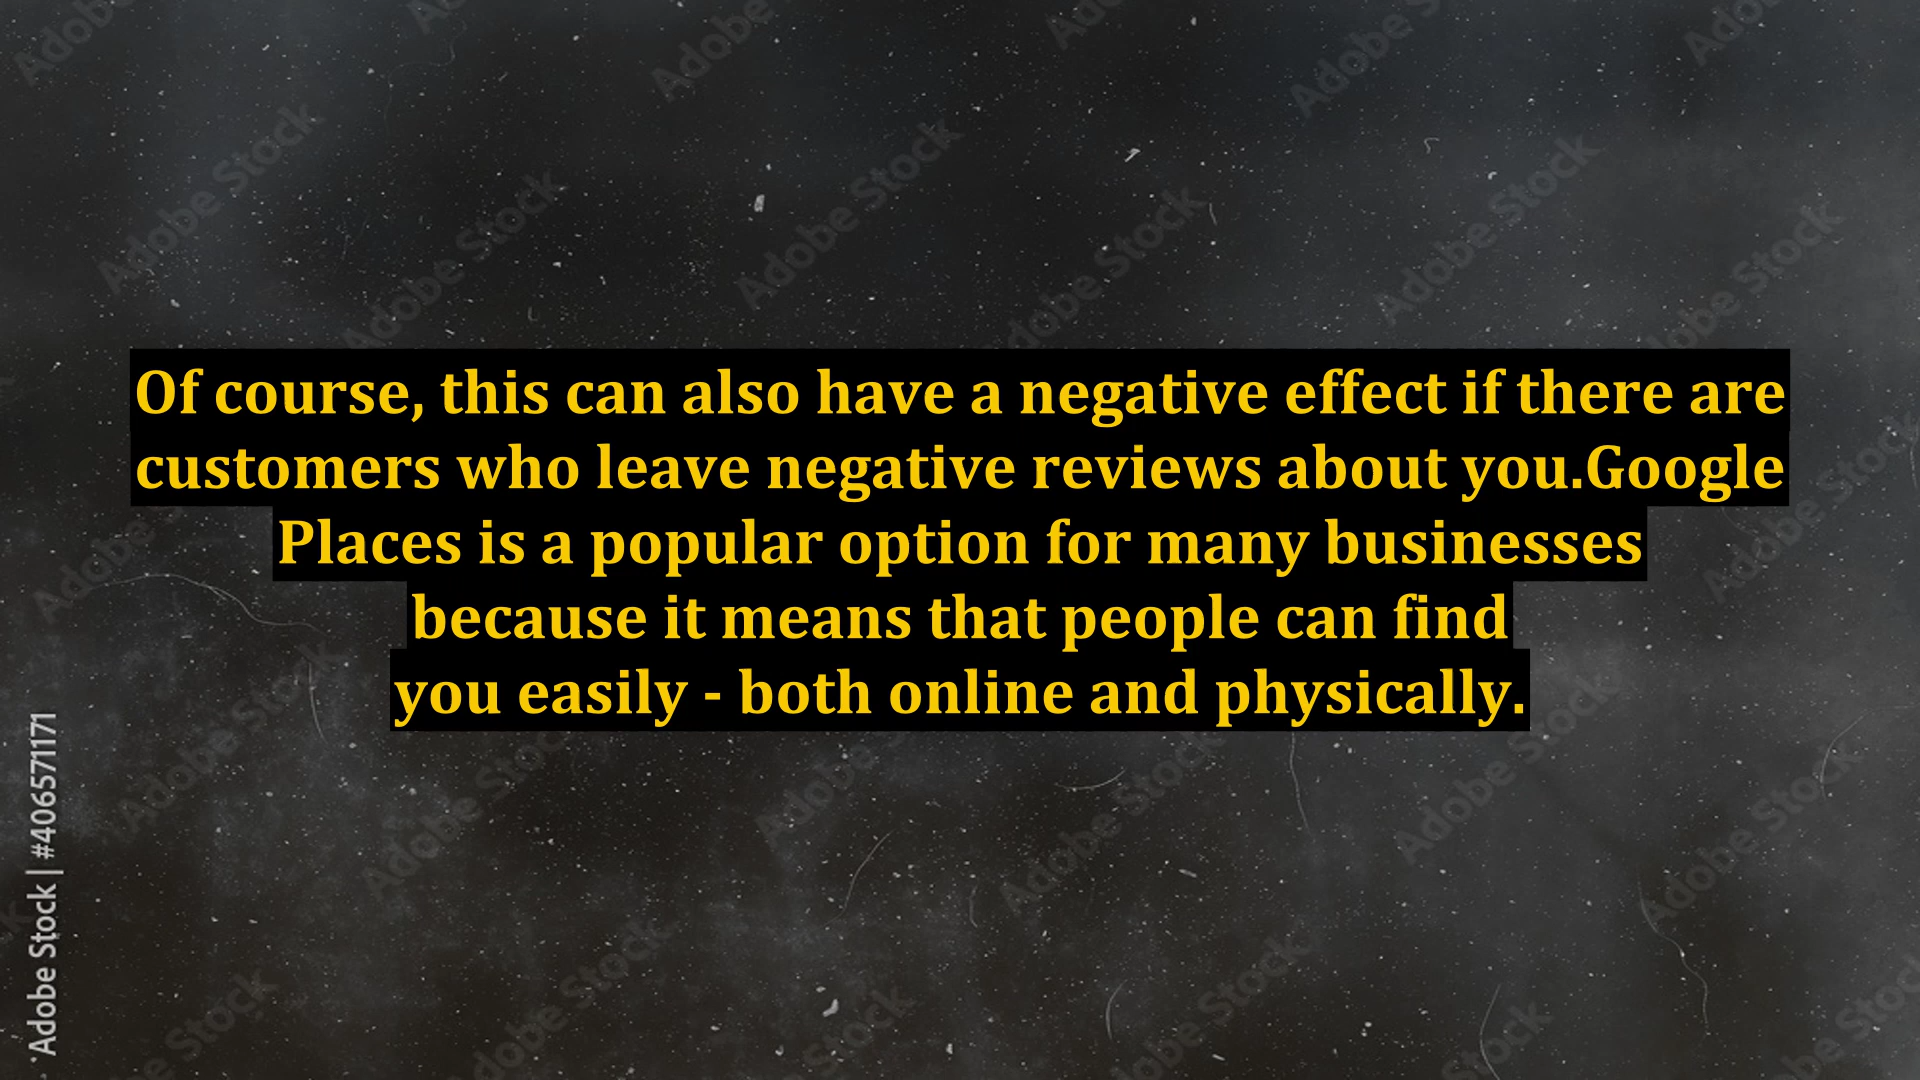 Of course, this can also have a negative effect if there are
customers who leave negative reviews about you.Google
Places is a popular option for many businesses
because it means that people can find
you easily - both online and physically.
Adobe Stock | #406571171